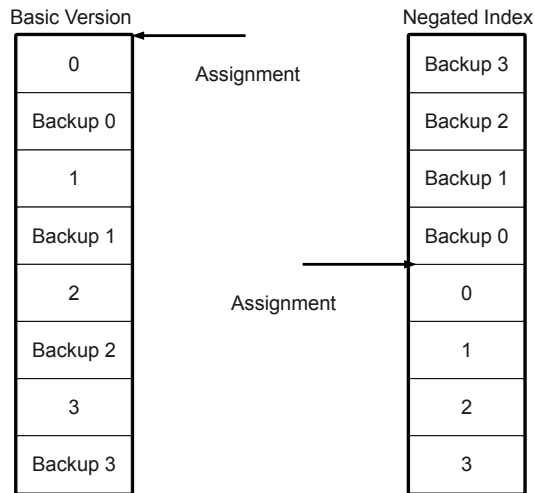 Basic Version
0
Backup 0
1
Backup 1
2
Backup 2
3
Backup 3
Assignment
Assignment
Negated Index
Backup 3
Backup 2
Backup 1
Backup 0
0
1
2
3